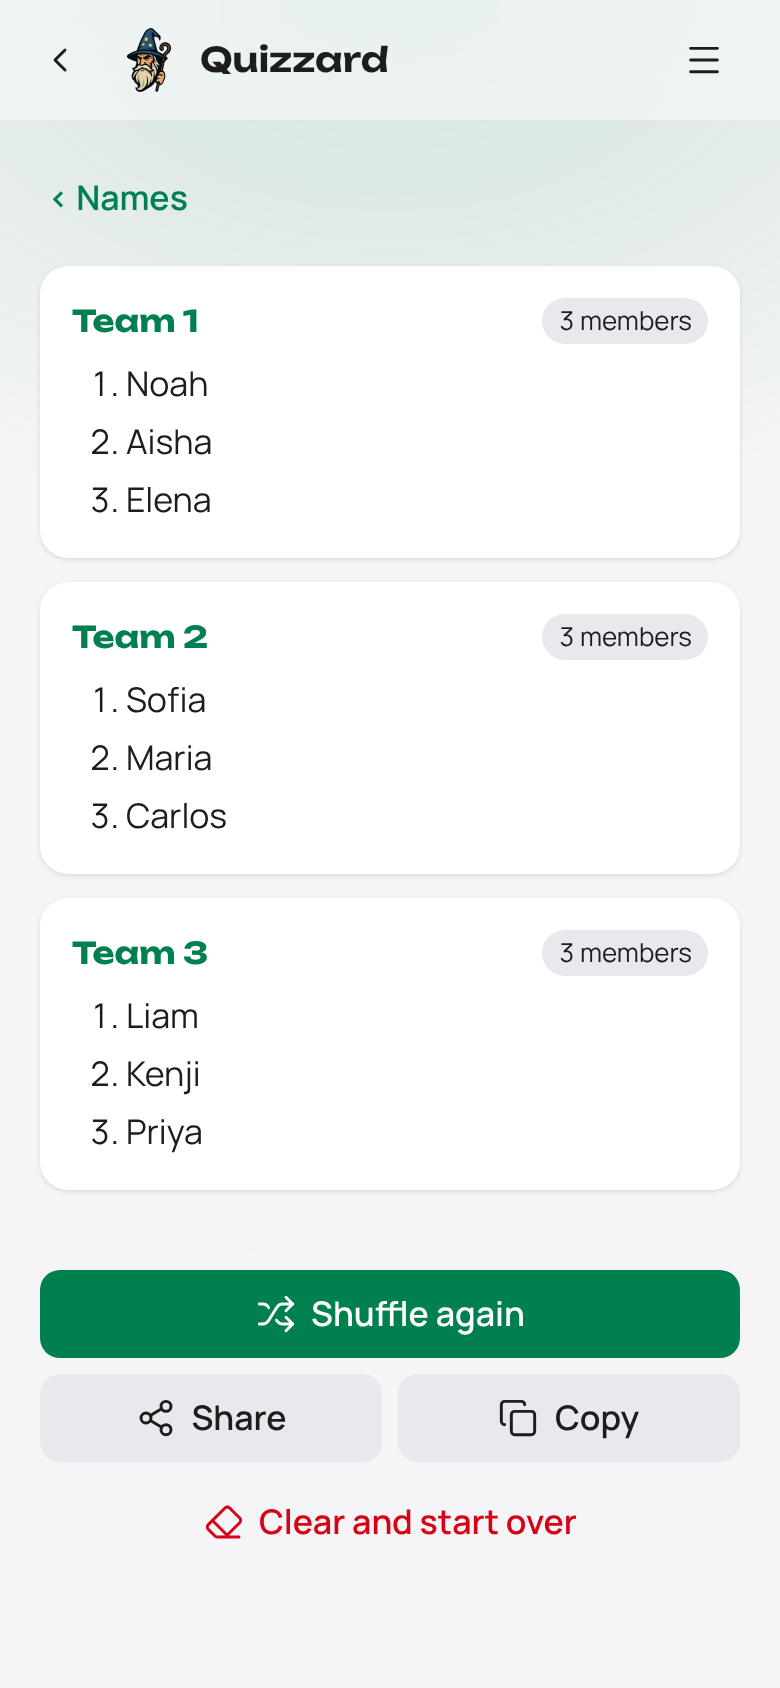 Quizzard
Names
Team 1
3 members
1. Noah
2. Aisha
3. Elena
Team 2
3 members
1. Sofia
2. Maria
3. Carlos
Team 3
3 members
1. Liam
2. Kenji
3. Priya
Shuffle again
Share
Copy
Clear and start over